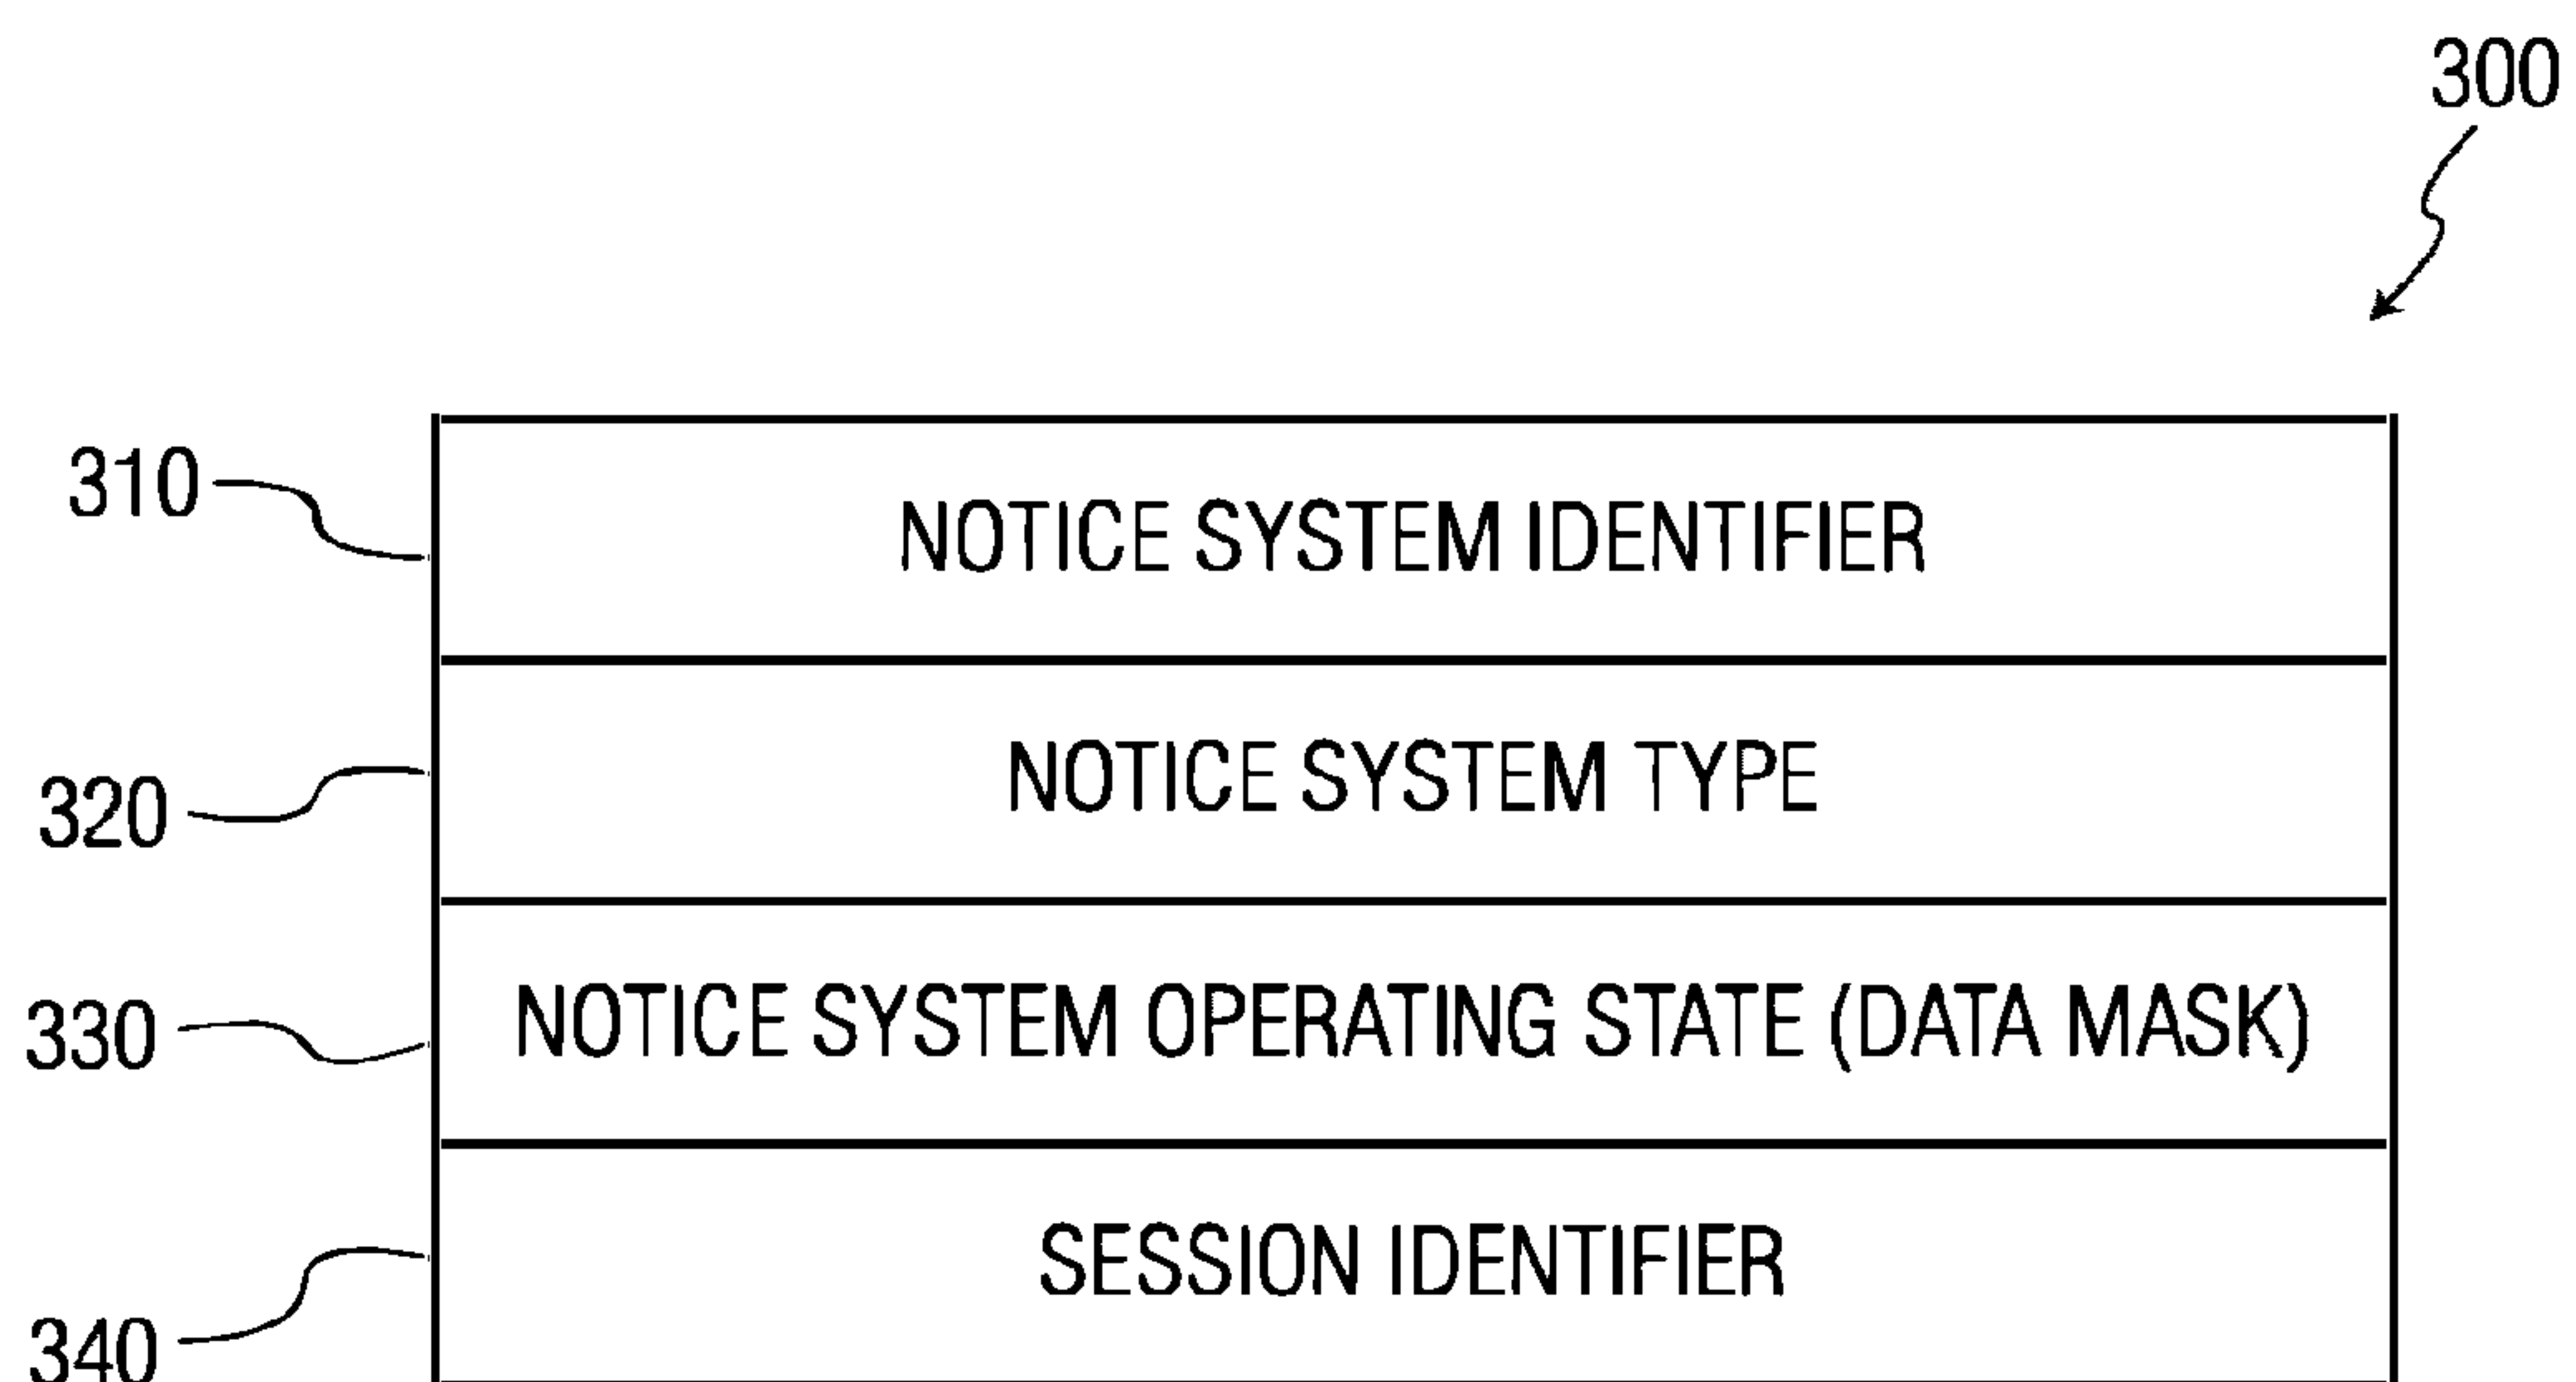 300
310
NOTICE SYSTEM IDENTIFIER
320
NOTICE SYSTEM TYPE
330
NOTICE SYSTEM OPERATING STATE (DATA MASK)
340
SESSION IDENTIFIER